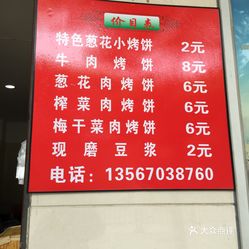 价目表
特色葱花小烤饼 2元
牛肉烤饼 8元
葱花肉烤饼 6元
榨菜肉烤饼 6元
梅干菜肉烤饼 6元
现磨豆浆 2元
电话：13567038760
大众点评